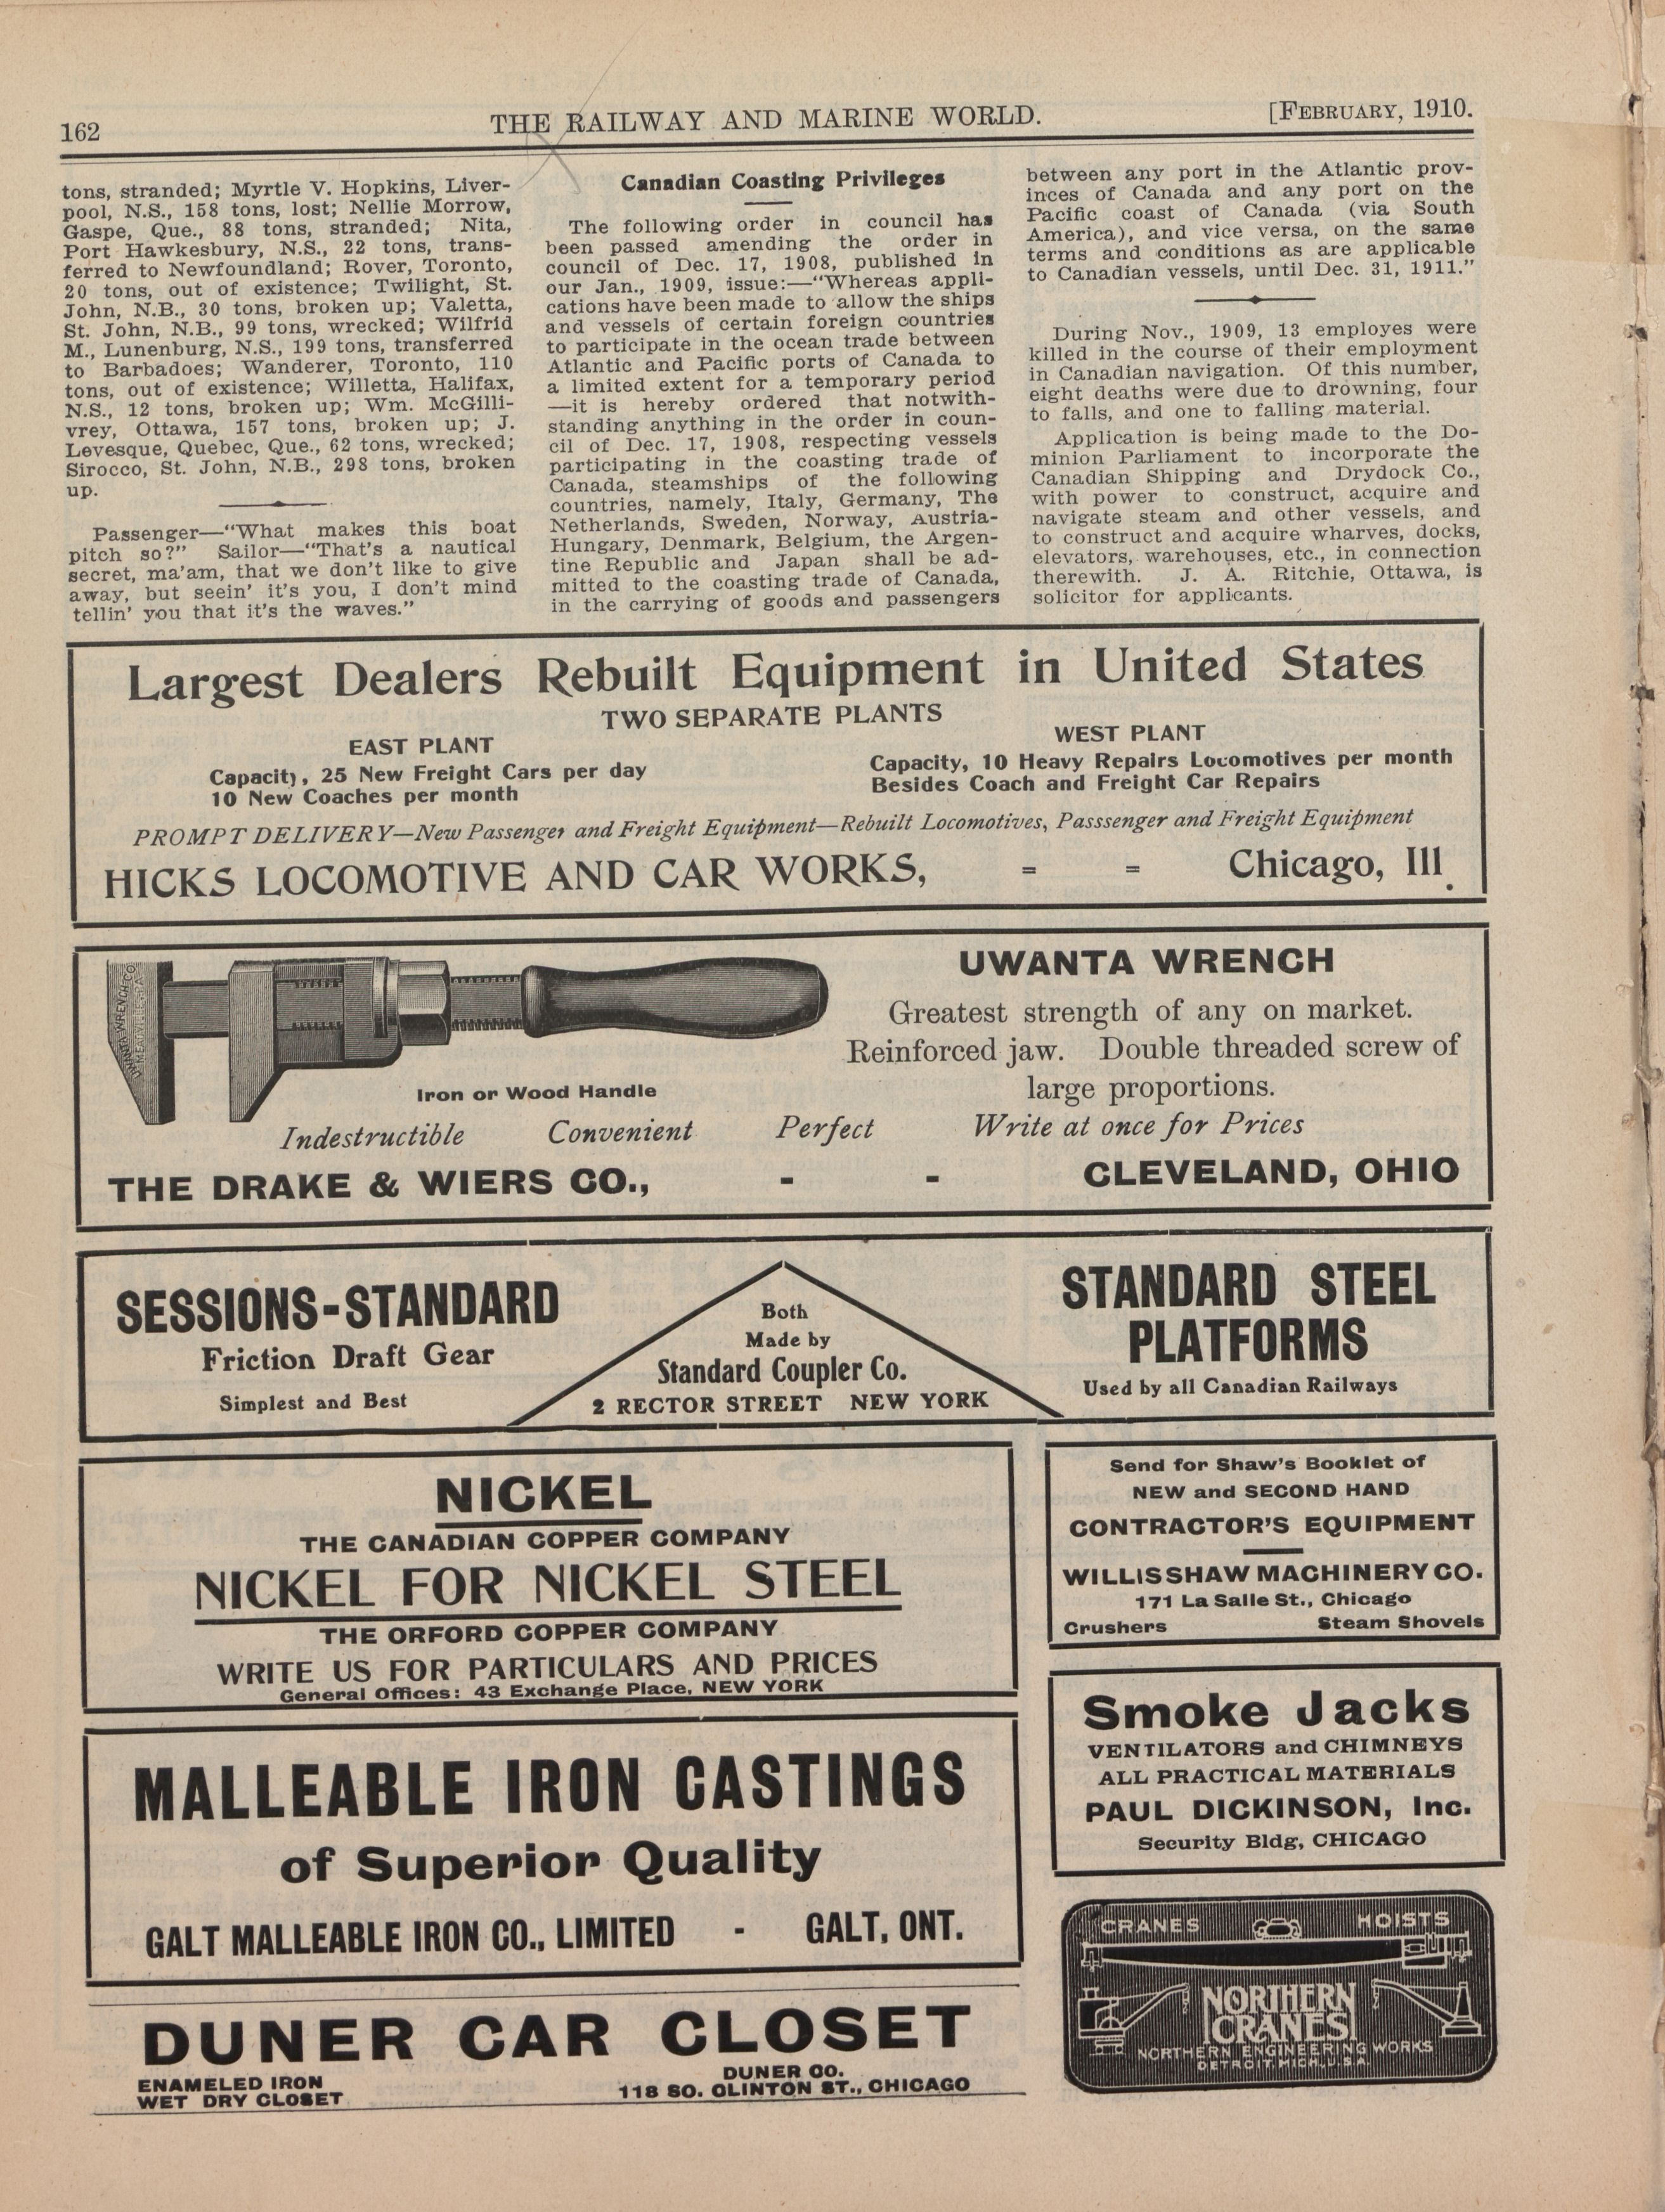 162
THE RAILWAY AND MARINE WORLD.
[FEBRUARY, 1910.
tons, stranded; Myrtle V. Hopkins, Liver-
pool, N.S., 158 tons, lost; Nellie Morrow,
Gaspe, Que., 88 tons, stranded; Nita,
Port Hawkesbury, N.S., 22 tons, trans-
ferred to Newfoundland; Rover, Toronto,
20 tons, out of existence; Twilight, St.
John, N.B., 30 tons, broken up; Valetta,
St. John, N.B., 99 tons, wrecked; Wilfrid
M., Lunenburg, N.S., 199 tons, transferred
to Barbadoes; Wanderer, Toronto, 110
tons, out of existence; Willetta, Halifax,
N.S., 12 tons, broken up; Wm. McGilli-
vrey, Ottawa, 157 tons, broken up; J.
Levesque, Quebec, Que., 62 tons, wrecked;
Sirocco, St. John, N.B., 298 tons, broken
up.
Passenger—“What makes this boat
pitch so?” Sailor—“That's a nautical
secret, ma'am, that we don't like to give
away, but seein' it's you, I don't mind
tellin' you that it's the waves.”
Canadian Coasting Privileges
The following order in council has
been passed amending the order in
council of Dec. 17, 1908, published in
our Jan., 1909, issue:—“Whereas appli-
cations have been made to allow the ships
and vessels of certain foreign countries
to participate in the ocean trade between
Atlantic and Pacific ports of Canada to
a limited extent for a temporary period
—it is hereby ordered that notwith-
standing anything in the order in coun-
cil of Dec. 17, 1908, respecting vessels
participating in the coasting trade of
Canada, steamships of the following
countries, namely, Italy, Germany, The
Netherlands, Sweden, Norway, Austria-
Hungary, Denmark, Belgium, the Argen-
tine Republic and Japan shall be ad-
mitted to the coasting trade of Canada,
in the carrying of goods and passengers
between any port in the Atlantic prov-
inces of Canada and any port on the
Pacific coast of Canada (via South
America), and vice versa, on the same
terms and conditions as are applicable
to Canadian vessels, until Dec. 31, 1911.”
During Nov., 1909, 13 employes were
killed in the course of their employment
in Canadian navigation. Of this number,
eight deaths were due to drowning, four
to falls, and one to falling material.
Application is being made to the Do-
minion Parliament to incorporate the
Canadian Shipping and Drydock Co.,
with power to construct, acquire and
navigate steam and other vessels, and
to construct and acquire wharves, docks,
elevators, warehouses, etc., in connection
therewith. J. A. Ritchie, Ottawa, is
solicitor for applicants.
Largest Dealers Rebuilt Equipment in United States
TWO SEPARATE PLANTS
EAST PLANT
Capacity, 25 New Freight Cars per day
10 New Coaches per month
WEST PLANT
Capacity, 10 Heavy Repairs Locomotives per month
Besides Coach and Freight Car Repairs
PROMPT DELIVERY—New Passenger and Freight Equipment—Rebuilt Locomotives, Passsenger and Freight Equipment
HICKS LOCOMOTIVE AND CAR WORKS, = = Chicago, Ill.
UWANTA WRENCH CO.
MEADVILLE, PA.
UWANTA WRENCH
Greatest strength of any on market.
Reinforced jaw. Double threaded screw of
large proportions.
Iron or Wood Handle
Indestructible Convenient Perfect Write at once for Prices
THE DRAKE & WIERS CO., - - CLEVELAND, OHIO
SESSIONS-STANDARD
Friction Draft Gear
Simplest and Best
Both
Made by
Standard Coupler Co.
2 RECTOR STREET NEW YORK
STANDARD STEEL
PLATFORMS
Used by all Canadian Railways
NICKEL
THE CANADIAN COPPER COMPANY
NICKEL FOR NICKEL STEEL
THE ORFORD COPPER COMPANY
WRITE US FOR PARTICULARS AND PRICES
General Offices: 43 Exchange Place, NEW YORK
Send for Shaw's Booklet of
NEW and SECOND HAND
CONTRACTOR'S EQUIPMENT
WILLIS SHAW MACHINERY CO.
171 La Salle St., Chicago
Crushers Steam Shovels
MALLEABLE IRON CASTINGS
of Superior Quality
GALT MALLEABLE IRON CO., LIMITED - GALT, ONT.
Smoke Jacks
VENTILATORS and CHIMNEYS
ALL PRACTICAL MATERIALS
PAUL DICKINSON, Inc.
Security Bldg, CHICAGO
DUNER CAR CLOSET
ENAMELED IRON
WET DRY CLOSET
DUNER CO.
118 SO. CLINTON ST., CHICAGO
CRANES HOISTS
NORTHERN
CRANES
NORTHERN ENGINEERING WORKS
DETROIT, MICH., U.S.A.